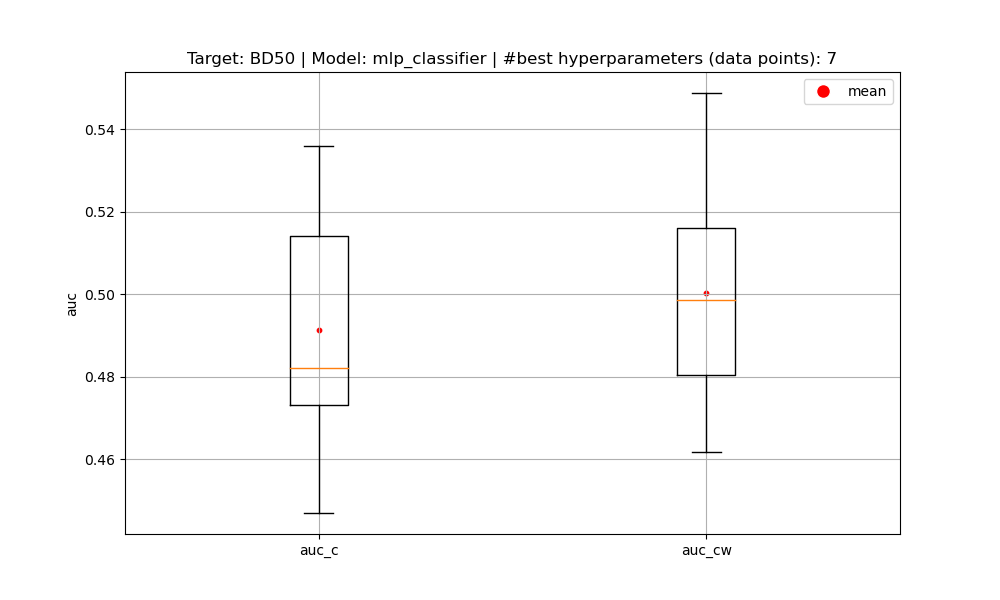 Target: BD50 | Model: mlp_classifier | #best hyperparameters (data points): 7
mean
0.54
0.52
0.50
0.48
0.46
auc
auc_c
auc_cw